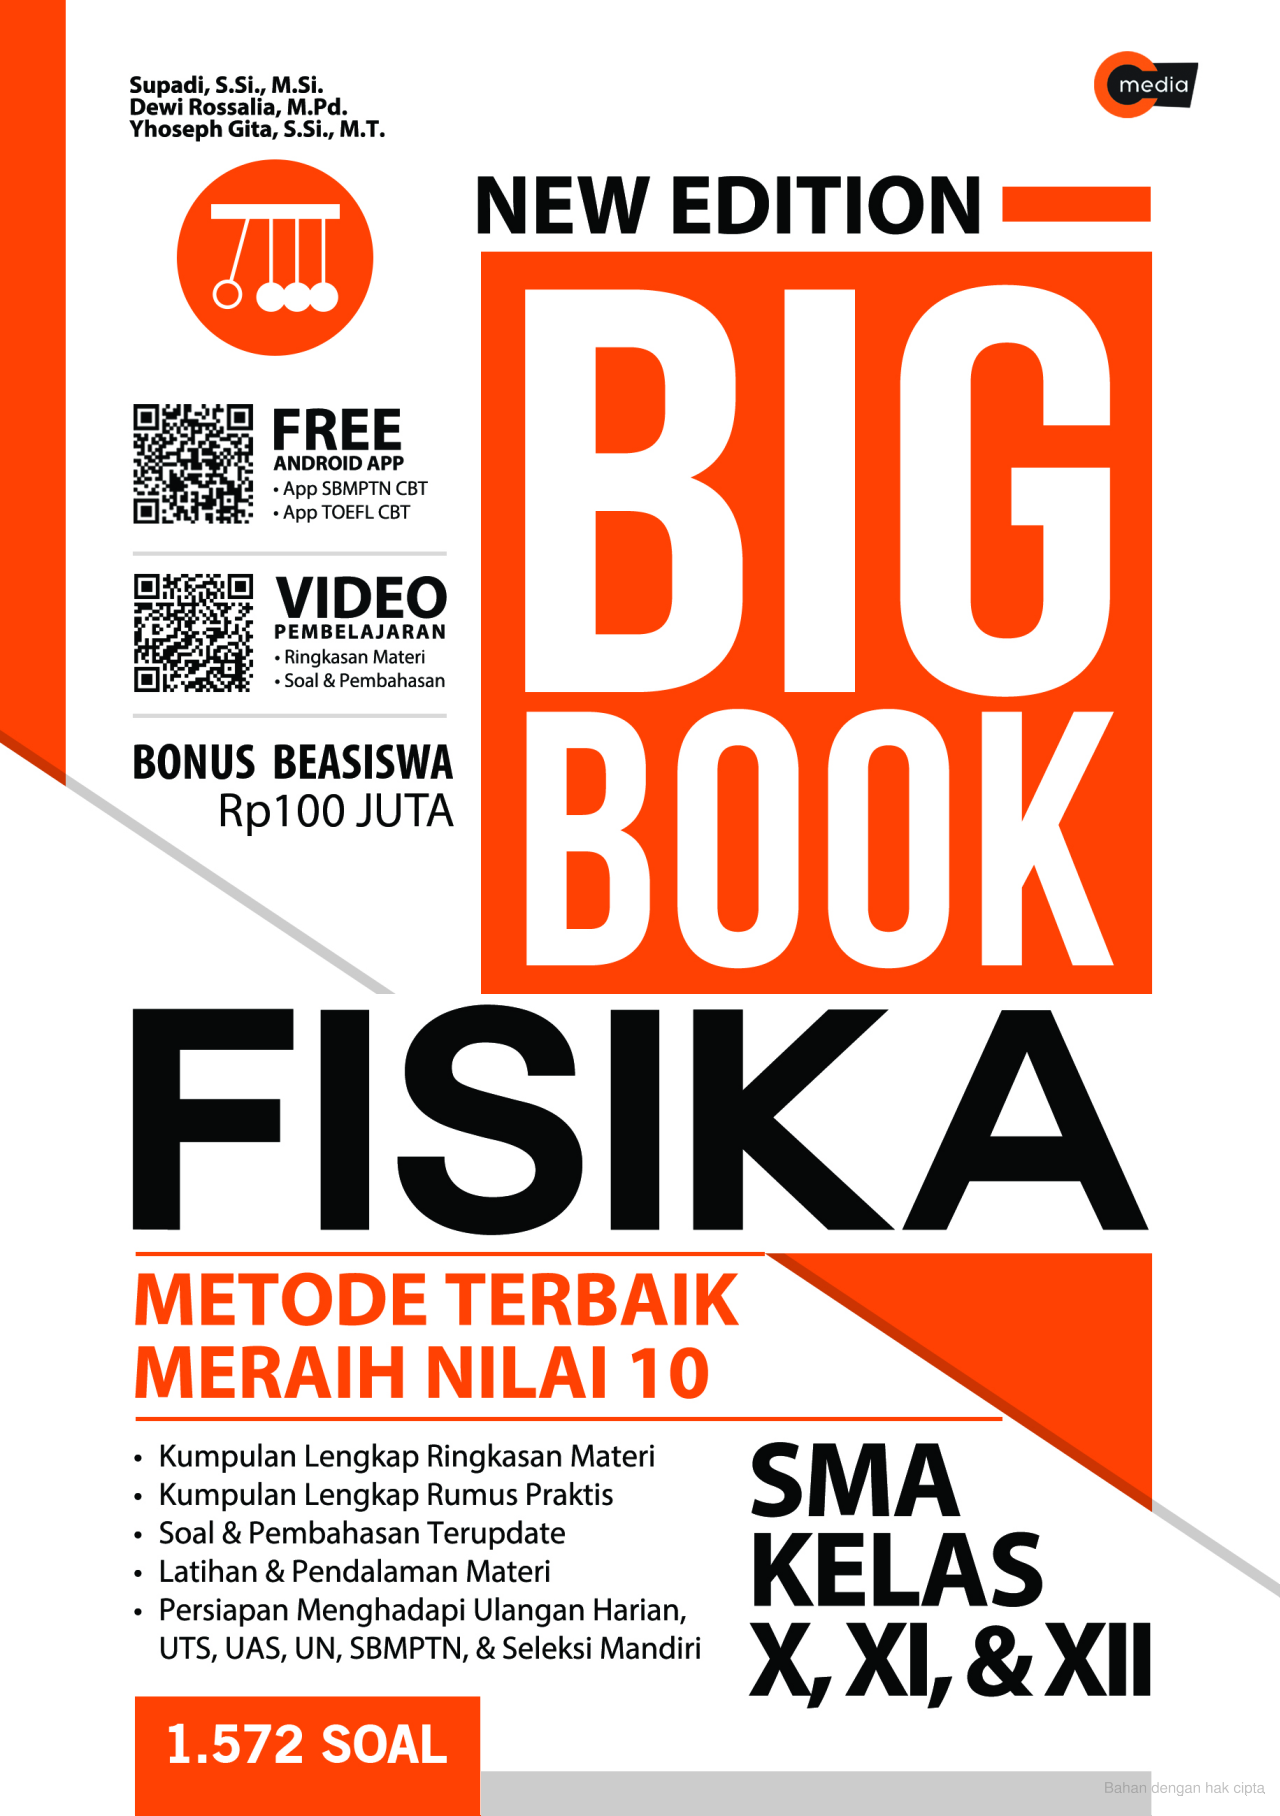 Supadi, S.Si., M.Si.
Dewi Rossalia, M.Pd.
Yhoseph Gita, S.Si., M.T.
media
NEW EDITION
BIG
BOOK
FREE
ANDROID APP
• App SBMPTN CBT
• App TOEFL CBT
VIDEO
PEMBELAJARAN
• Ringkasan Materi
• Soal & Pembahasan
BONUS BEASISWA
Rp100 JUTA
FISIKA
METODE TERBAIK
MERAIH NILAI 10
• Kumpulan Lengkap Ringkasan Materi
• Kumpulan Lengkap Rumus Praktis
• Soal & Pembahasan Terupdate
• Latihan & Pendalaman Materi
• Persiapan Menghadapi Ulangan Harian,
UTS, UAS, UN, SBMPTN, & Seleksi Mandiri
SMA
KELAS
X, XI, & XII
1.572 SOAL
Bahan dengan hak cipta